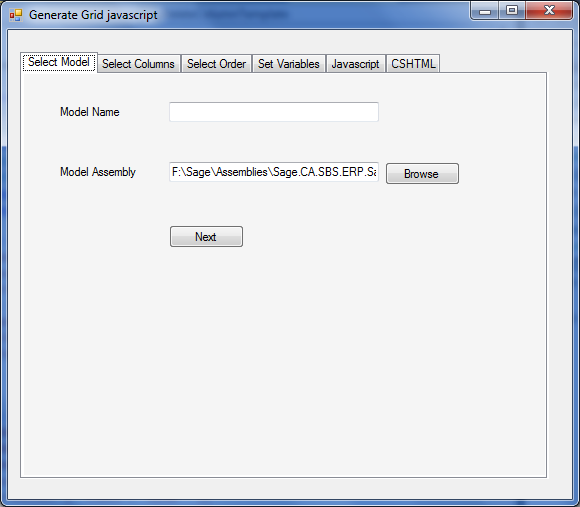 Generate Grid javascript
Select Model Select Columns Select Order Set Variables Javascript CSHTML
Model Name
Model Assembly F:\Sage\Assemblies\Sage.CA.SBS.ERP.Sa Browse
Next